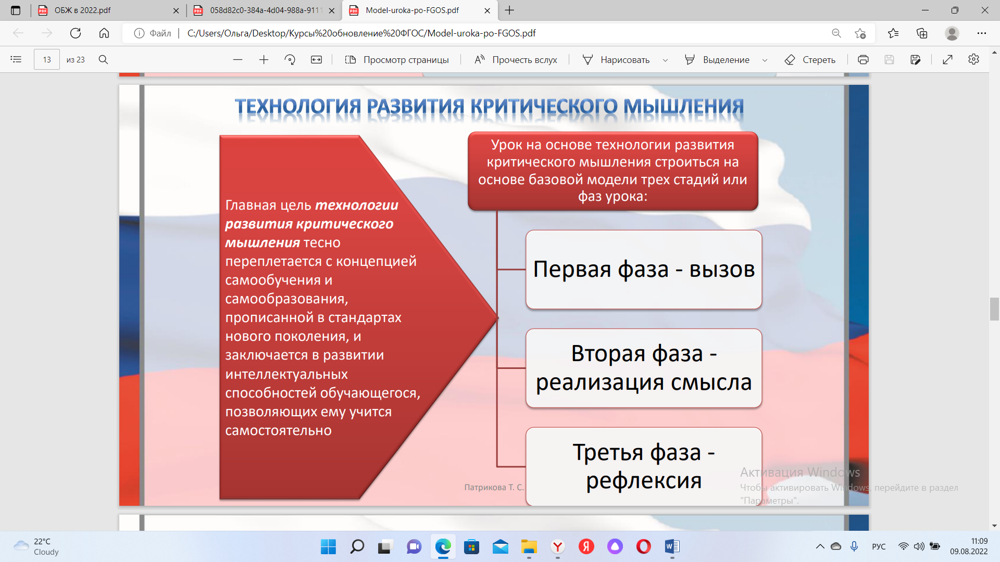 ОБЖ в 2022.pdf
058d82c0-384a-4d04-988a-9111
Model-uroka-po-FGOS.pdf
Файл
C:/Users/Ольга/Desktop/Курсы%20обновление%20ФГОС/Model-uroka-po-FGOS.pdf
13
из 23
Просмотр страницы
Прочесть вслух
Нарисовать
Выделение
Стереть
ТЕХНОЛОГИЯ РАЗВИТИЯ КРИТИЧЕСКОГО МЫШЛЕНИЯ
Главная цель технологии
развития критического
мышления тесно
переплетается с концепцией
самообучения и
самообразования,
прописанной в стандартах
нового поколения, и
заключается в развитии
интеллектуальных
способностей обучающегося,
позволяющих ему учится
самостоятельно
Урок на основе технологии развития
критического мышления строиться на
основе базовой модели трех стадий или
фаз урока:
Первая фаза - вызов
Вторая фаза -
реализация смысла
Третья фаза -
рефлексия
Патрикова Т. С.
Активация Windows
Чтобы активировать Windows, перейдите в раздел
"Параметры".
22°C
Cloudy
РУС
11:09
09.08.2022